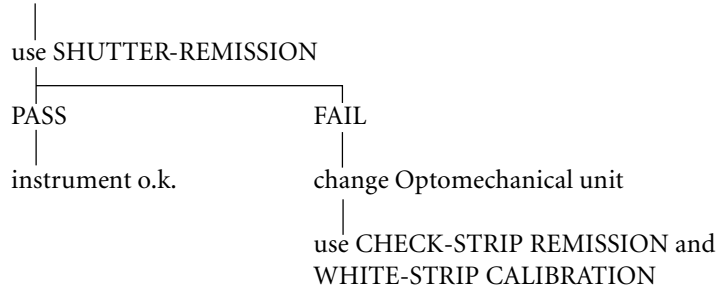 use SHUTTER-REMISSION
PASS
FAIL
instrument o.k.
change Optomechanical unit
use CHECK-STRIP REMISSION and
WHITE-STRIP CALIBRATION